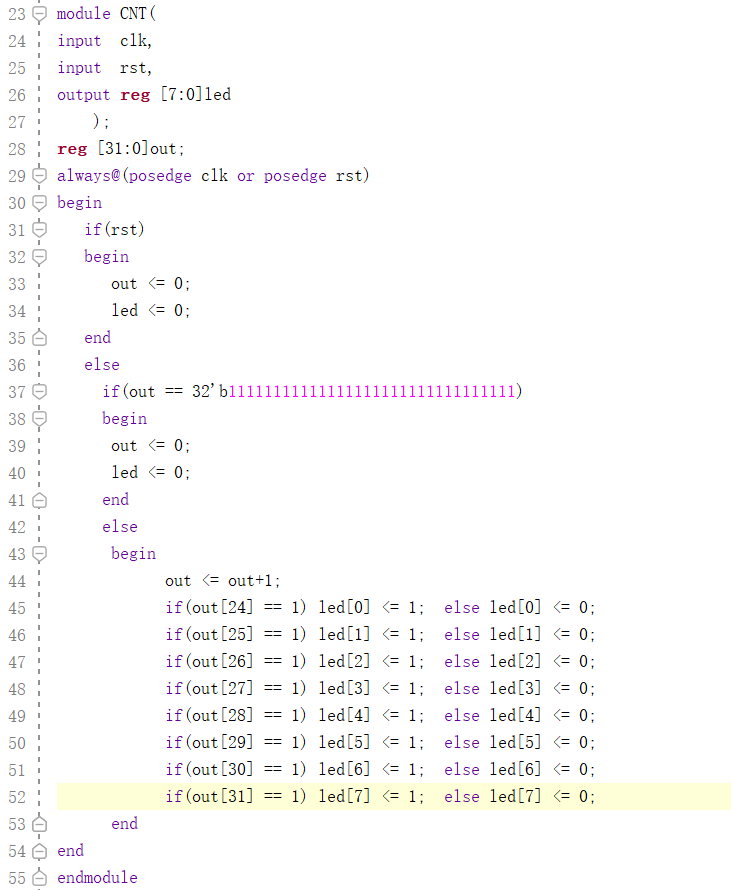 23 module CNT(
24 input  clk,
25 input  rst,
26 output reg [7:0]led
27     );
28 reg [31:0]out;
29 always@(posedge clk or posedge rst)
30 begin
31    if(rst)
32    begin
33       out <= 0;
34       led <= 0;
35    end
36    else
37      if(out == 32'b11111111111111111111111111111111)
38      begin
39       out <= 0;
40       led <= 0;
41      end
42      else
43       begin
44             out <= out+1;
45             if(out[24] == 1) led[0] <= 1;  else led[0] <= 0;
46             if(out[25] == 1) led[1] <= 1;  else led[1] <= 0;
47             if(out[26] == 1) led[2] <= 1;  else led[2] <= 0;
48             if(out[27] == 1) led[3] <= 1;  else led[3] <= 0;
49             if(out[28] == 1) led[4] <= 1;  else led[4] <= 0;
50             if(out[29] == 1) led[5] <= 1;  else led[5] <= 0;
51             if(out[30] == 1) led[6] <= 1;  else led[6] <= 0;
52             if(out[31] == 1) led[7] <= 1;  else led[7] <= 0;
53       end
54 end
55 endmodule